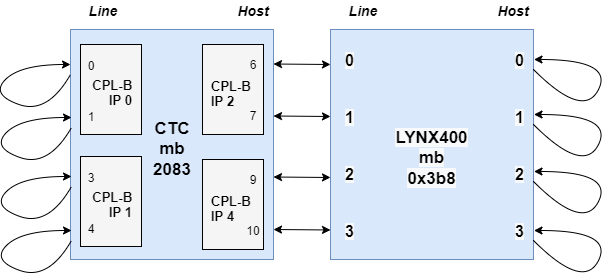 Line Host Line Host
0
CPL-B
IP 0
1
6
CPL-B
IP 2
7
CTC
mb
2083
3
CPL-B
IP 1
4
9
CPL-B
IP 4
10
0
1
2
3
LYNX400
mb
0x3b8
0
1
2
3